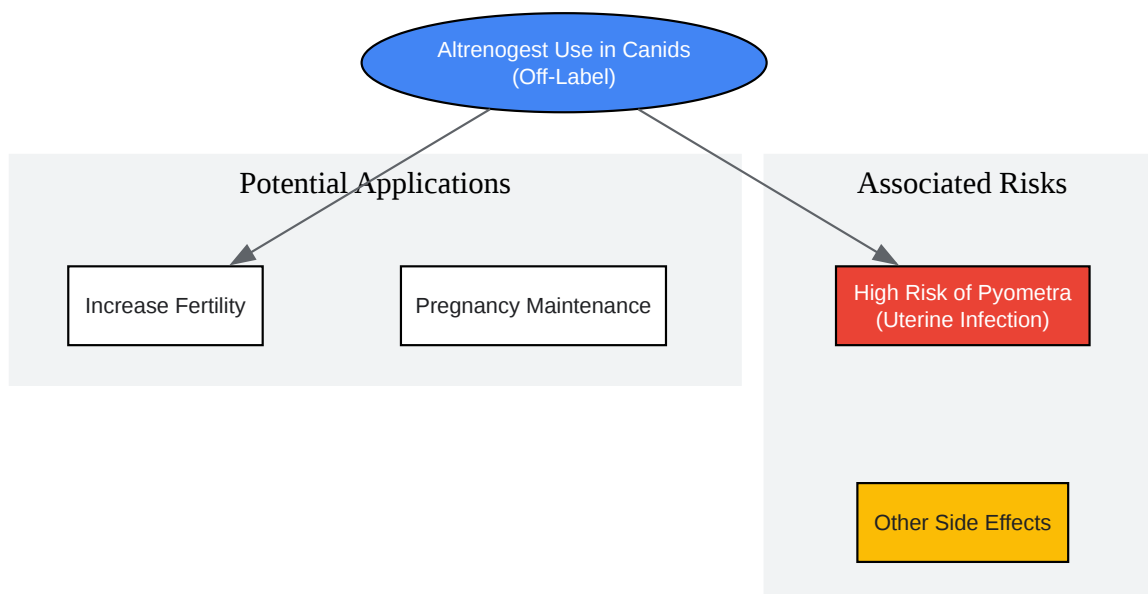 Altrenogest Use in Canids
(Off-Label)
Potential Applications
Associated Risks
Increase Fertility
Pregnancy Maintenance
High Risk of Pyometra
(Uterine Infection)
Other Side Effects